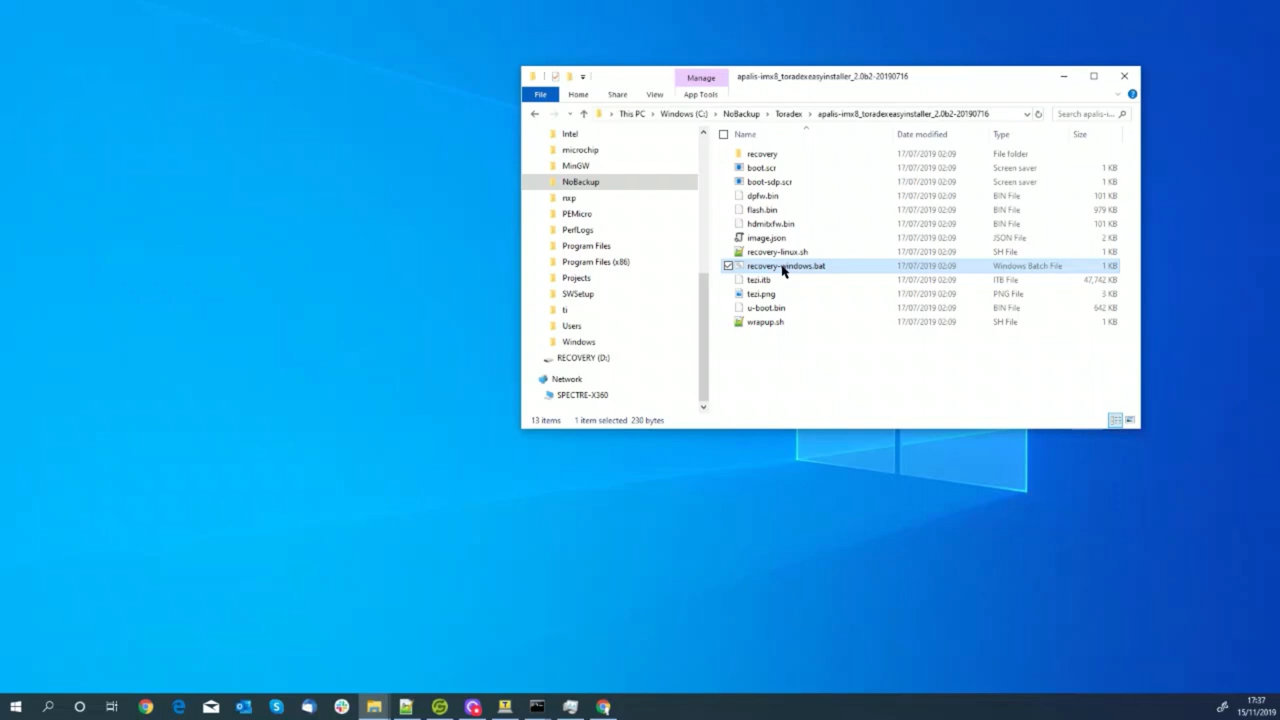 Manage
apalis-imx8_toradexeasyinstaller_2.0b2-20190716
File
Home
Share
View
App Tools
This PC
Windows (C:)
NoBackup
Toradex
apalis-imx8_toradexeasyinstaller_2.0b2-20190716
Search apalis-i...
Intel
microchip
MinGW
NoBackup
nxp
PEMicro
PerfLogs
Program Files
Program Files (x86)
Projects
SWSetup
ti
Users
Windows
RECOVERY (D:)
Network
SPECTRE-X360
Name Date modified Type Size
recovery 17/07/2019 02:09 File folder
boot.scr 17/07/2019 02:09 Screen saver 1 KB
boot-sdp.scr 17/07/2019 02:09 Screen saver 1 KB
dpfw.bin 17/07/2019 02:09 BIN File 101 KB
flash.bin 17/07/2019 02:09 BIN File 979 KB
hdmitxfw.bin 17/07/2019 02:09 BIN File 101 KB
image.json 17/07/2019 02:09 JSON File 2 KB
recovery-linux.sh 17/07/2019 02:09 SH File 1 KB
recovery-windows.bat 17/07/2019 02:09 Windows Batch File 1 KB
tezi.itb 17/07/2019 02:09 ITB File 47,742 KB
tezi.png 17/07/2019 02:09 PNG File 3 KB
u-boot.bin 17/07/2019 02:09 BIN File 642 KB
wrapup.sh 17/07/2019 02:09 SH File 1 KB
13 items 1 item selected 230 bytes
17:37
15/11/2019